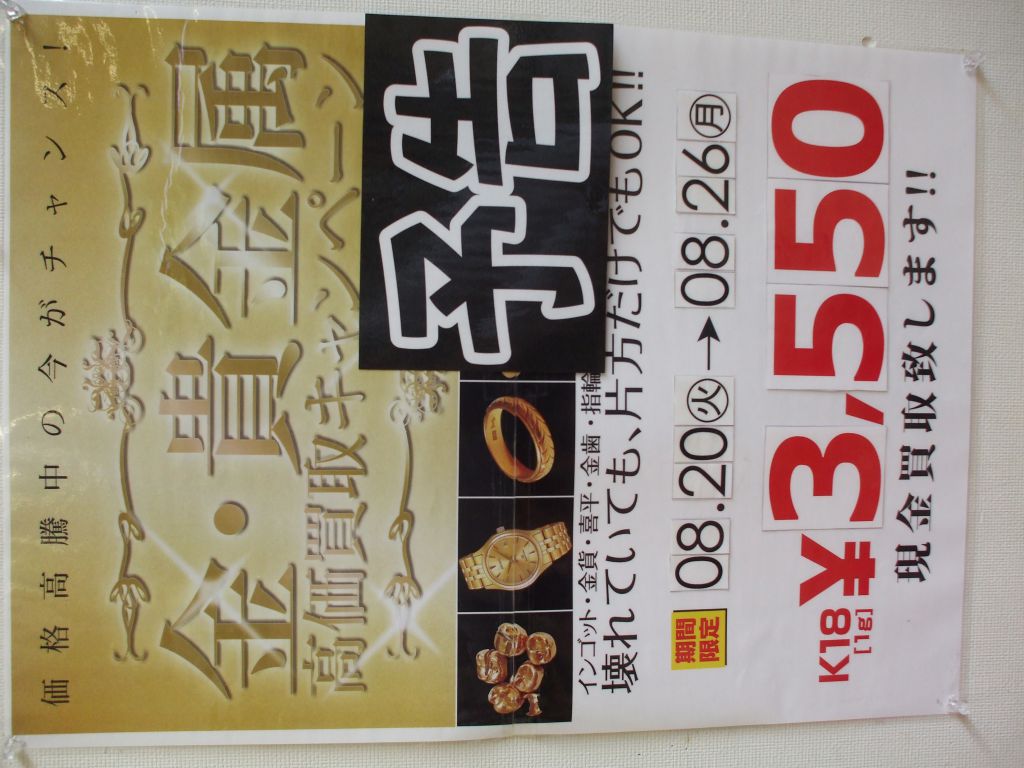 価格高騰中の今がチャンス!
金・貴金属
高価買取キャンペーン
予告
インゴット・金貨・喜平・金歯・指輪
壊れていても、片方だけでもOK!!
期間
限定
08.20㊋→08.26㊊
K18
[1g]
¥3,550
現金買取致します!!